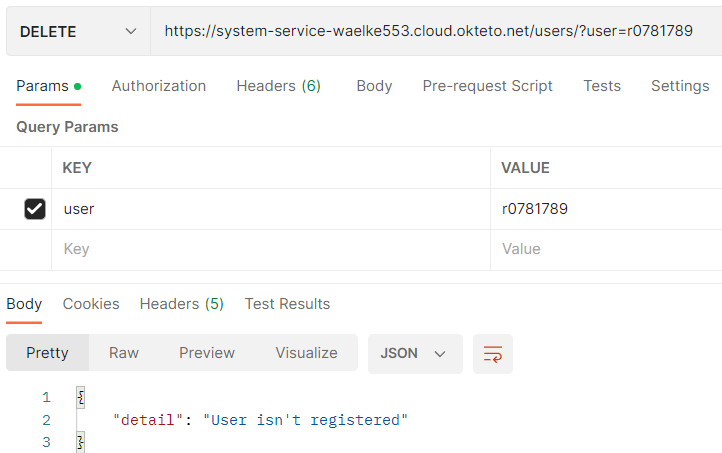 DELETE https://system-service-waelke553.cloud.okteto.net/users/?user=r0781789
Params Authorization Headers (6) Body Pre-request Script Tests Settings
Query Params
KEY VALUE
user r0781789
Key Value
Body Cookies Headers (5) Test Results
Pretty Raw Preview Visualize JSON
1 {
2 "detail": "User isn't registered"
3 }